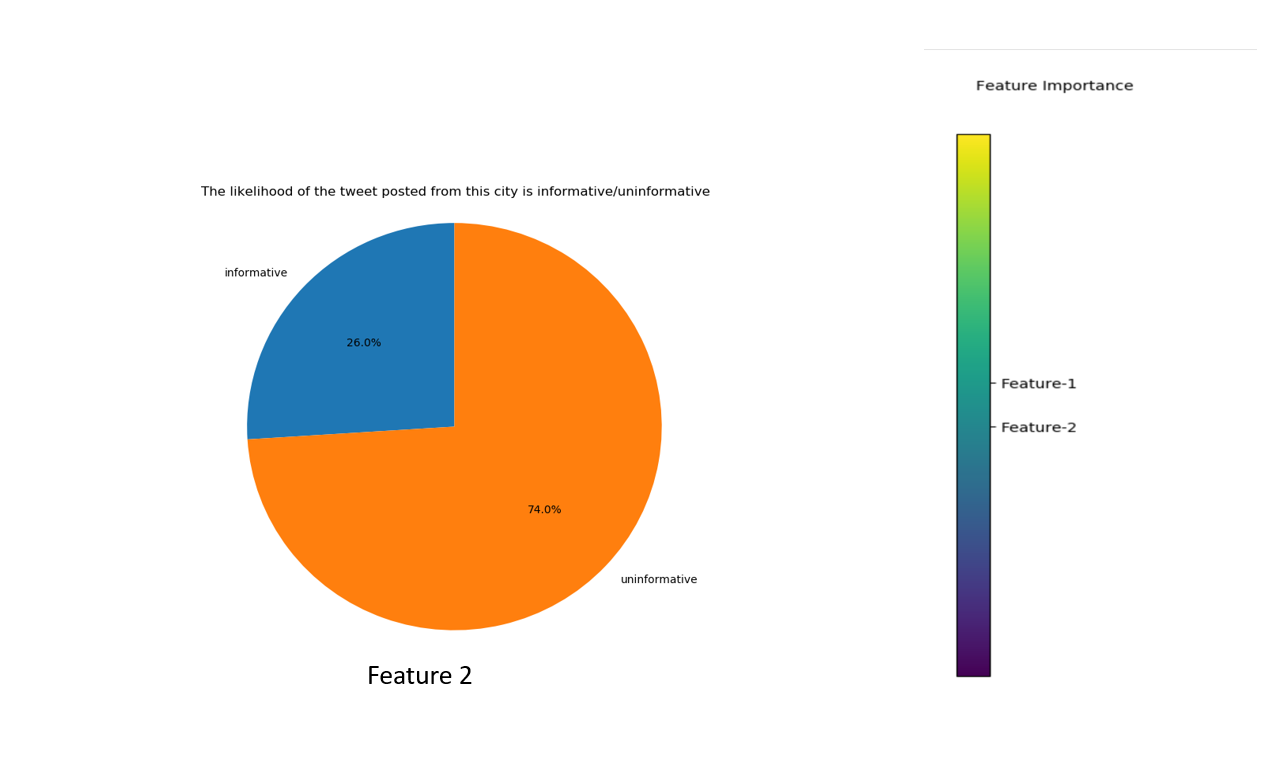 Feature Importance
The likelihood of the tweet posted from this city is informative/uninformative
informative
26.0%
Feature-1
Feature-2
74.0%
uninformative
Feature 2